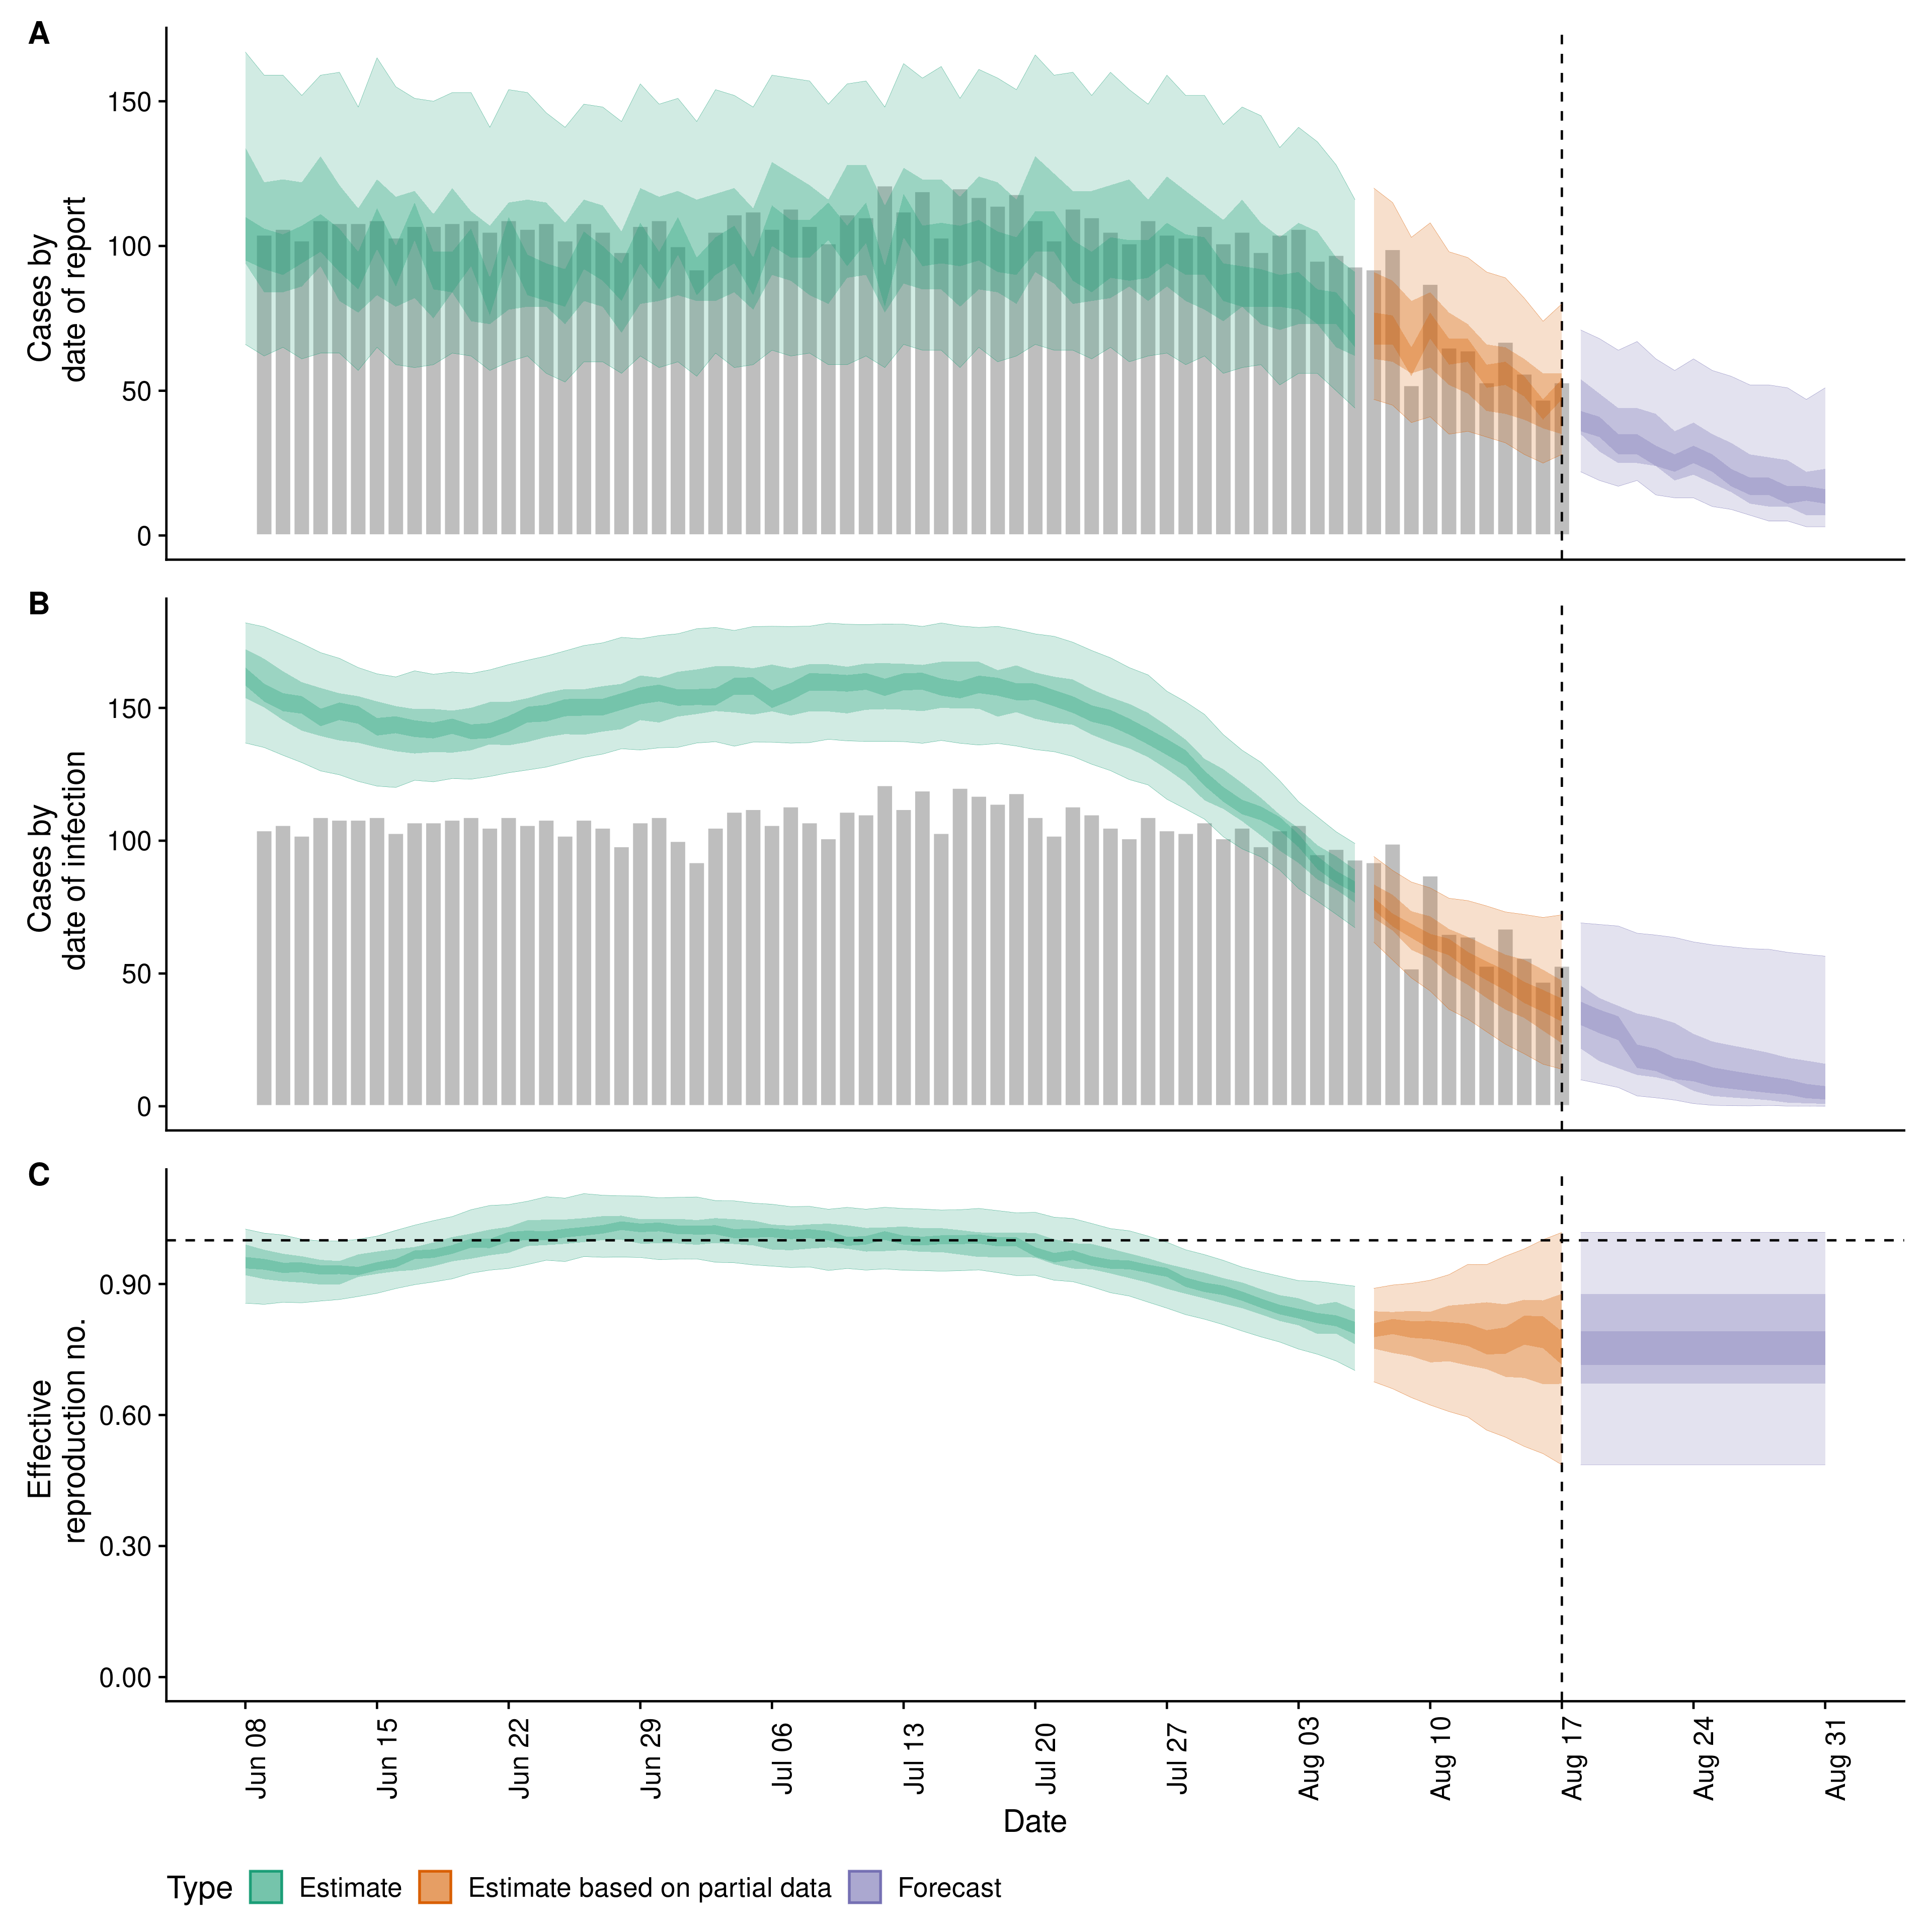 A
Cases by
date of report
150
100
50
0
B
Cases by
date of infection
150
100
50
0
C
Effective
reproduction no.
0.90
0.60
0.30
0.00
Jun 08
Jun 15
Jun 22
Jun 29
Jul 06
Jul 13
Jul 20
Jul 27
Aug 03
Aug 10
Aug 17
Aug 24
Aug 31
Date
Type Estimate Estimate based on partial data Forecast